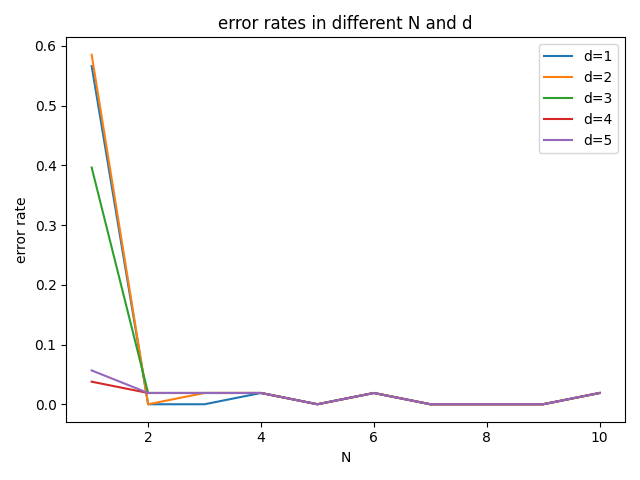 error rates in different N and d
0.6
0.5
0.4
0.3
0.2
0.1
0.0
error rate
2 4 6 8 10
N
d=1
d=2
d=3
d=4
d=5